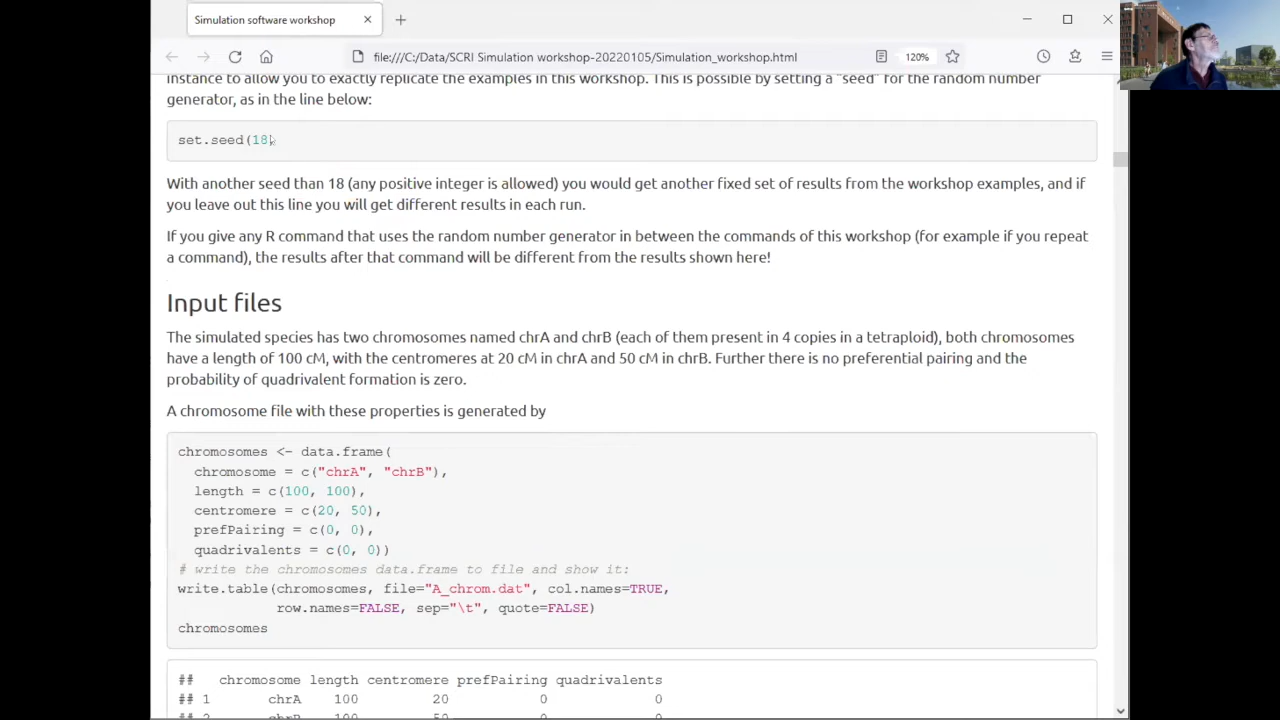 Simulation software workshop
file:///C:/Data/SCRI Simulation workshop-20220105/Simulation_workshop.html
120%
instance to allow you to exactly replicate the examples in this workshop. This is possible by setting a "seed" for the random number
generator, as in the line below:
set.seed(18)
With another seed than 18 (any positive integer is allowed) you would get another fixed set of results from the workshop examples, and if
you leave out this line you will get different results in each run.
If you give any R command that uses the random number generator in between the commands of this workshop (for example if you repeat
a command), the results after that command will be different from the results shown here!
Input files
The simulated species has two chromosomes named chrA and chrB (each of them present in 4 copies in a tetraploid), both chromosomes
have a length of 100 cM, with the centromeres at 20 cM in chrA and 50 cM in chrB. Further there is no preferential pairing and the
probability of quadrivalent formation is zero.
A chromosome file with these properties is generated by
chromosomes <- data.frame(
chromosome = c("chrA", "chrB"),
length = c(100, 100),
centromere = c(20, 50),
prefPairing = c(0, 0),
quadrivalents = c(0, 0))
# write the chromosomes data.frame to file and show it:
write.table(chromosomes, file="A_chrom.dat", col.names=TRUE,
row.names=FALSE, sep="\t", quote=FALSE)
chromosomes
## chromosome length centromere prefPairing quadrivalents
## 1 chrA 100 20 0 0
## 2 chrB 100 50 0 0